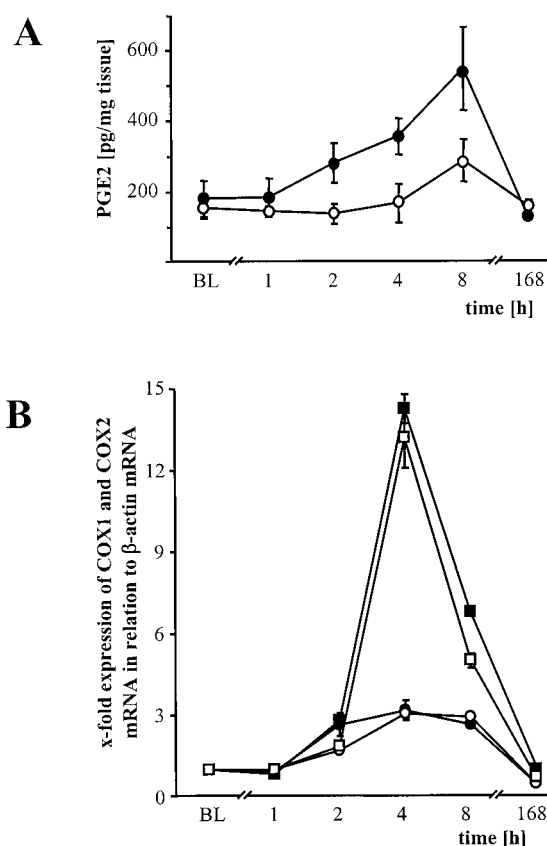 A
PGE2 [pg/mg tissue]
600
400
200
BL 1 2 4 8 168
time [h]
B
x-fold expression of COX1 and COX2
mRNA in relation to β-actin mRNA
15
12
9
6
3
0
BL 1 2 4 8 168
time [h]